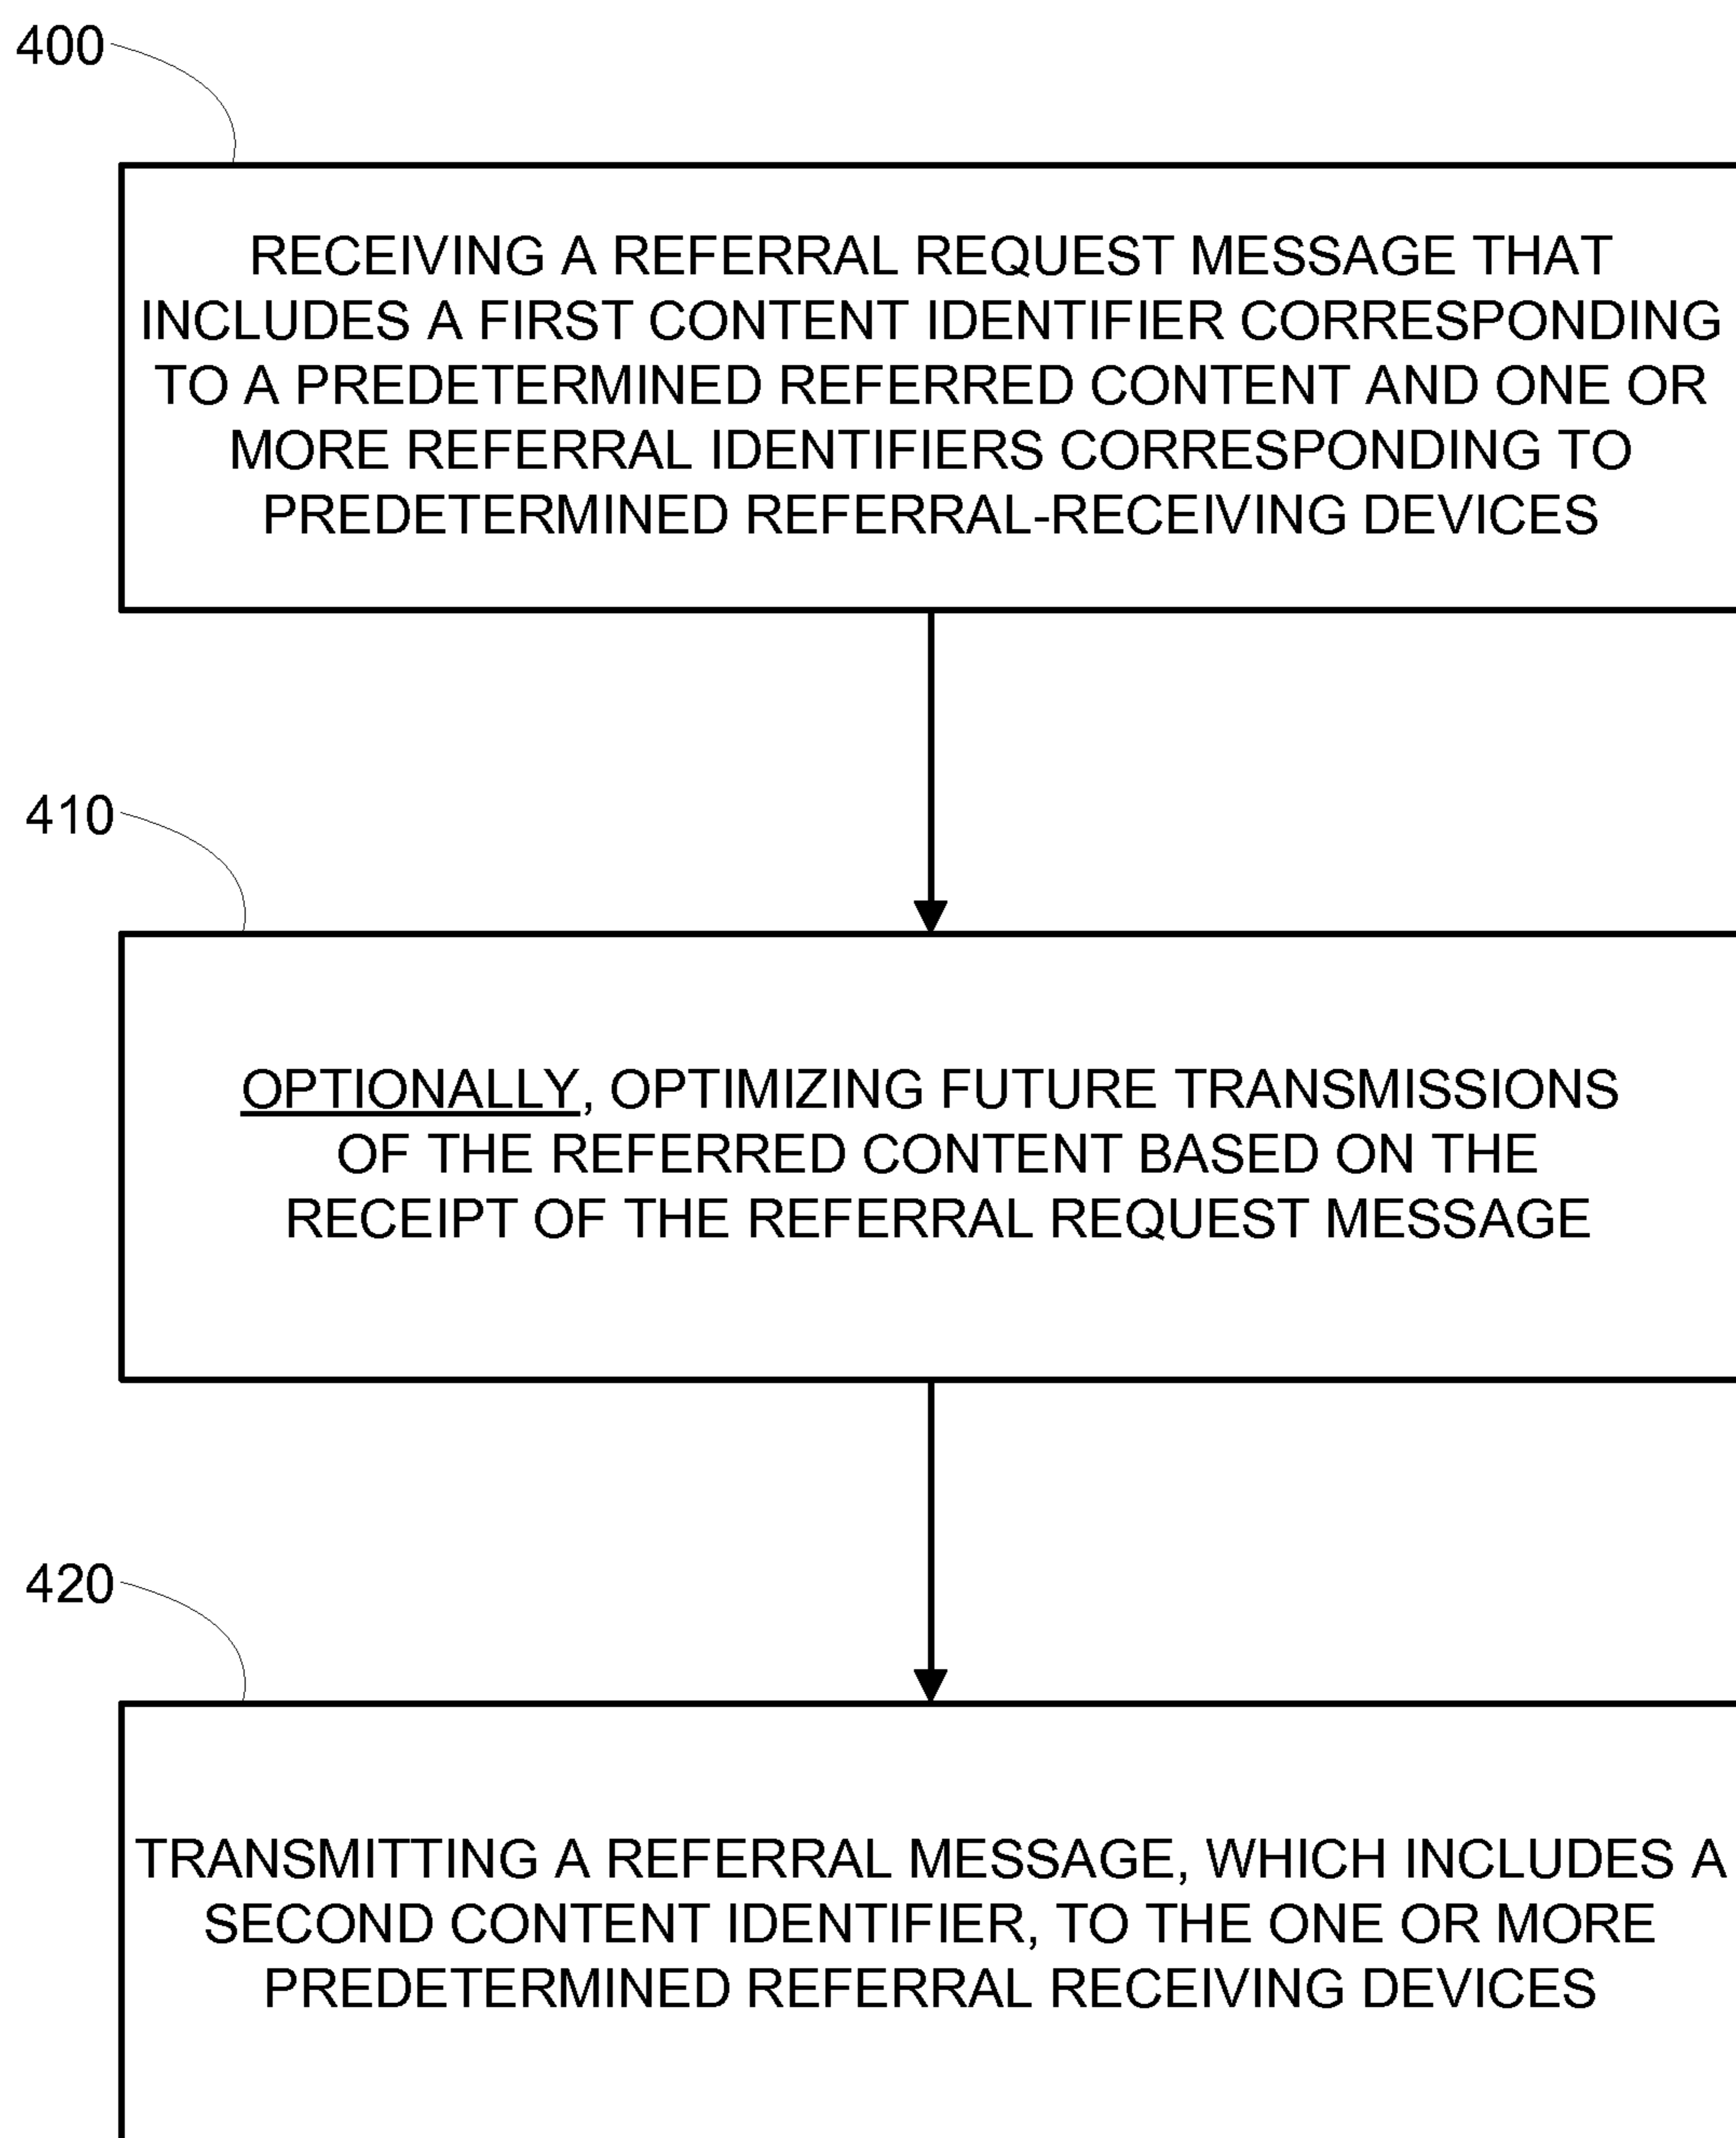 400
RECEIVING A REFERRAL REQUEST MESSAGE THAT
INCLUDES A FIRST CONTENT IDENTIFIER CORRESPONDING
TO A PREDETERMINED REFERRED CONTENT AND ONE OR
MORE REFERRAL IDENTIFIERS CORRESPONDING TO
PREDETERMINED REFERRAL-RECEIVING DEVICES
410
OPTIONALLY, OPTIMIZING FUTURE TRANSMISSIONS
OF THE REFERRED CONTENT BASED ON THE
RECEIPT OF THE REFERRAL REQUEST MESSAGE
420
TRANSMITTING A REFERRAL MESSAGE, WHICH INCLUDES A
SECOND CONTENT IDENTIFIER, TO THE ONE OR MORE
PREDETERMINED REFERRAL RECEIVING DEVICES